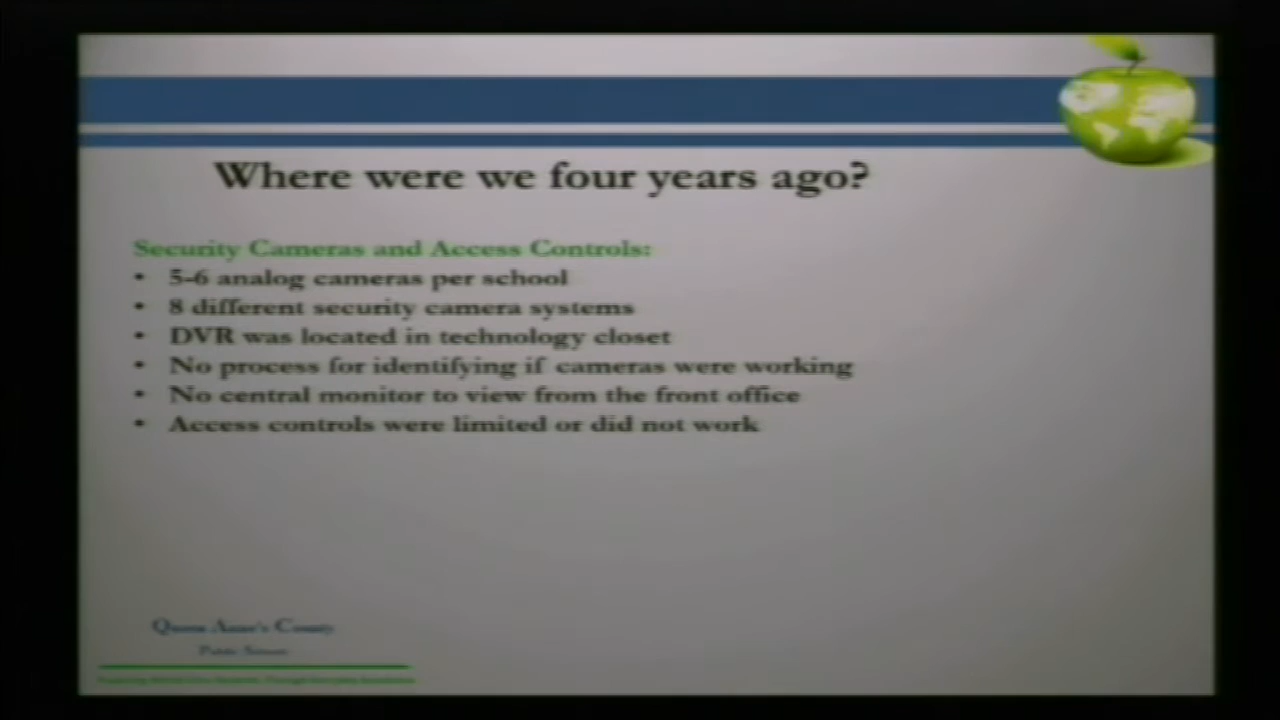 Where were we four years ago?
Security Cameras and Access Controls:
• 5-6 analog cameras per school
• 8 different security camera systems
• DVR was located in technology closet
• No process for identifying if cameras were working
• No central monitor to view from the front office
• Access controls were limited or did not work
Queen Anne's County
Public Schools